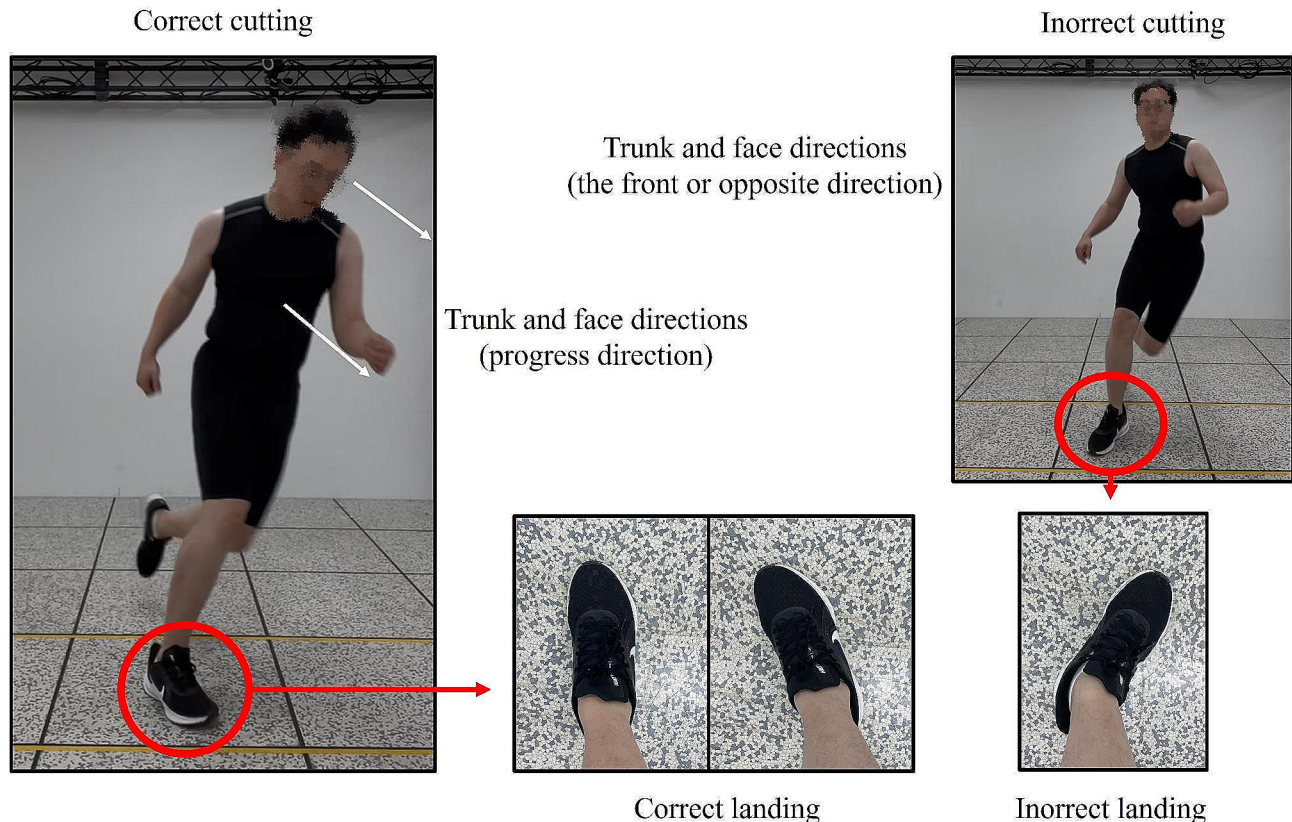 Correct cutting
Inorrect cutting
Trunk and face directions
(the front or opposite direction)
Trunk and face directions
(progress direction)
Correct landing
Inorrect landing